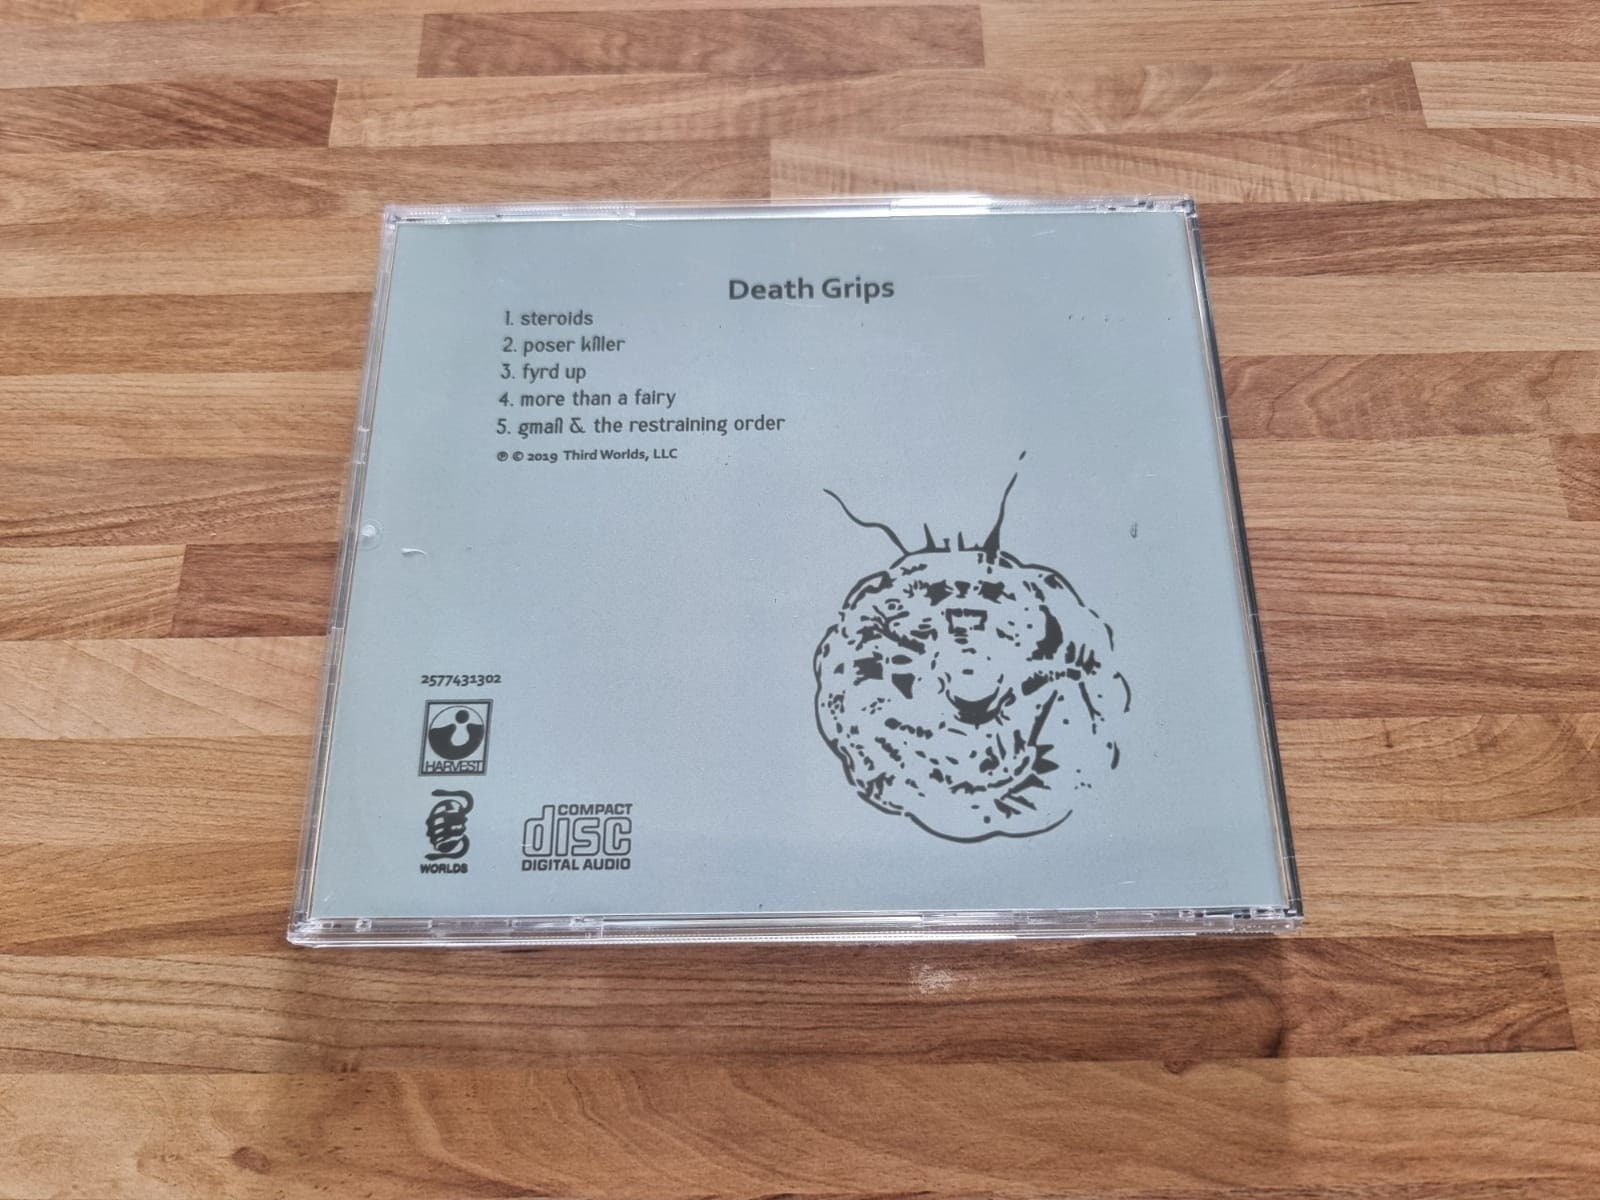 Death Grips
1. steroids
2. poser killer
3. fyrd up
4. more than a fairy
5. gmail & the restraining order
℗ © 2019 Third Worlds, LLC
2577431302
HARVEST
WORLDS
COMPACT
disc
DIGITAL AUDIO